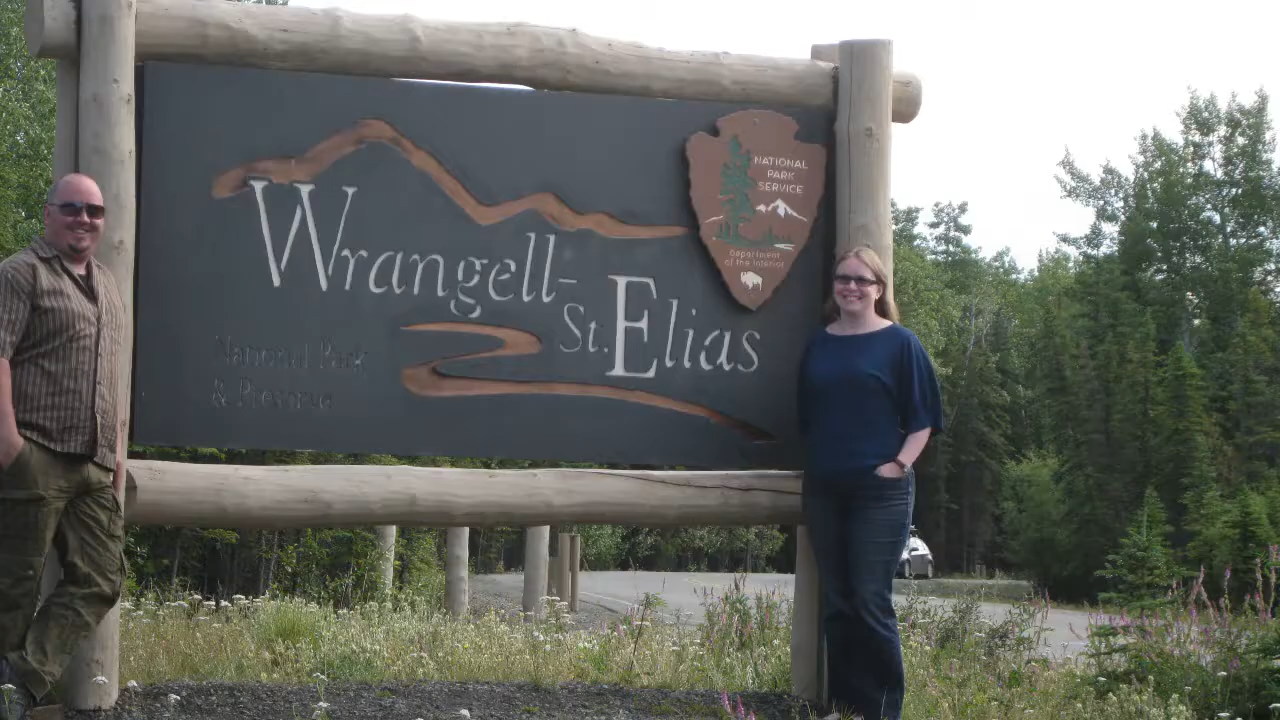 Wrangell-
St. Elias
National Park
& Preserve
NATIONAL
PARK
SERVICE
Department
of the Interior